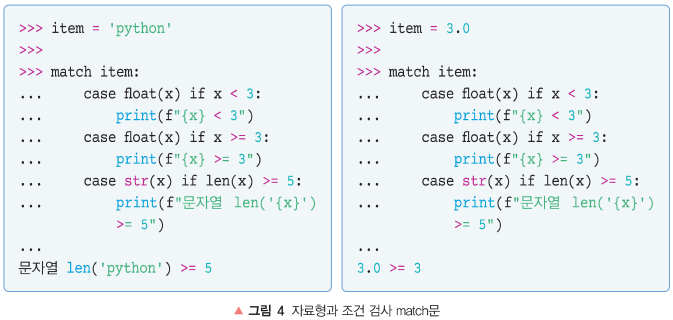 >>> item = 'python'
>>>
>>> match item:
...     case float(x) if x < 3:
...         print(f"{x} < 3")
...     case float(x) if x >= 3:
...         print(f"{x} >= 3")
...     case str(x) if len(x) >= 5:
...         print(f"문자열 len('{x}')
            >= 5")
...
문자열 len('python') >= 5
>>> item = 3.0
>>>
>>> match item:
...     case float(x) if x < 3:
...         print(f"{x} < 3")
...     case float(x) if x >= 3:
...         print(f"{x} >= 3")
...     case str(x) if len(x) >= 5:
...         print(f"문자열 len('{x}')
            >= 5")
...
3.0 >= 3
▲ 그림 4 자료형과 조건 검사 match문